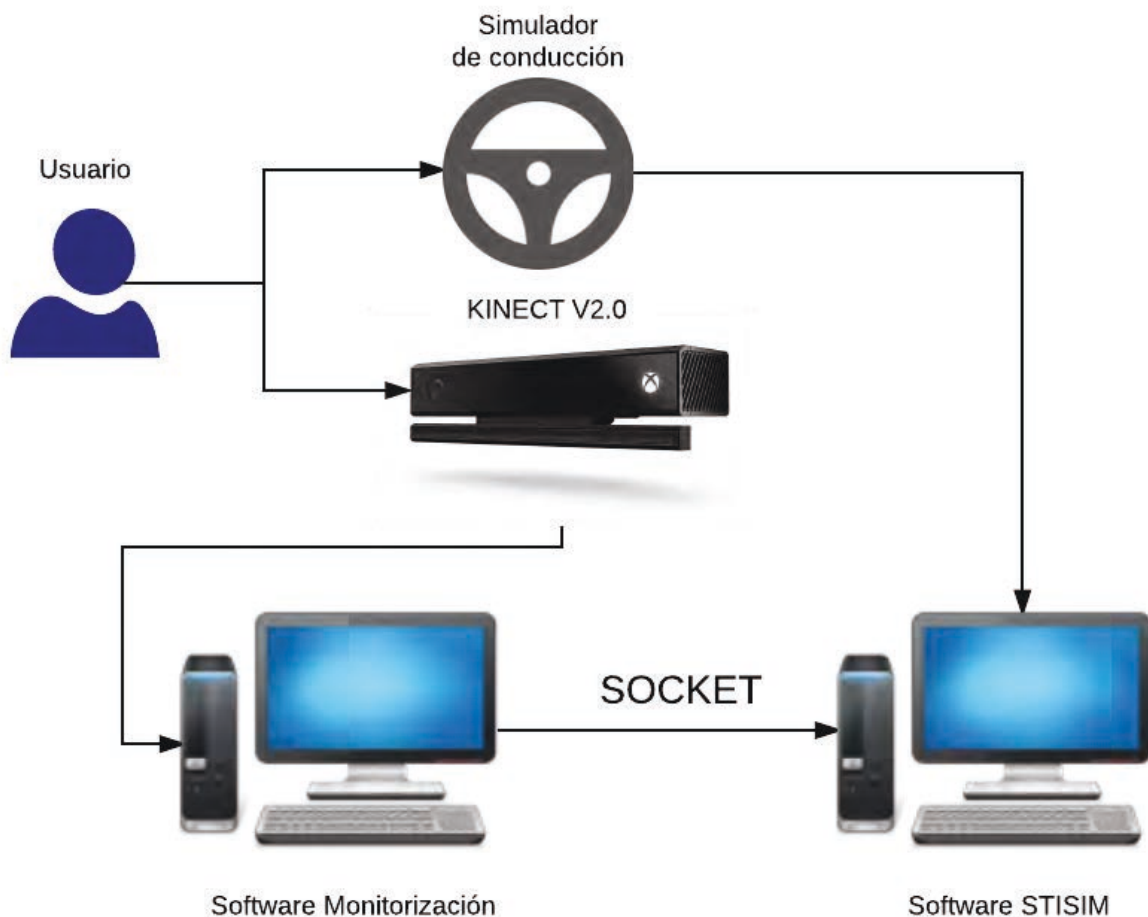 Simulador
de conducción
Usuario
KINECT V2.0
SOCKET
Software Monitorización
Software STISIM